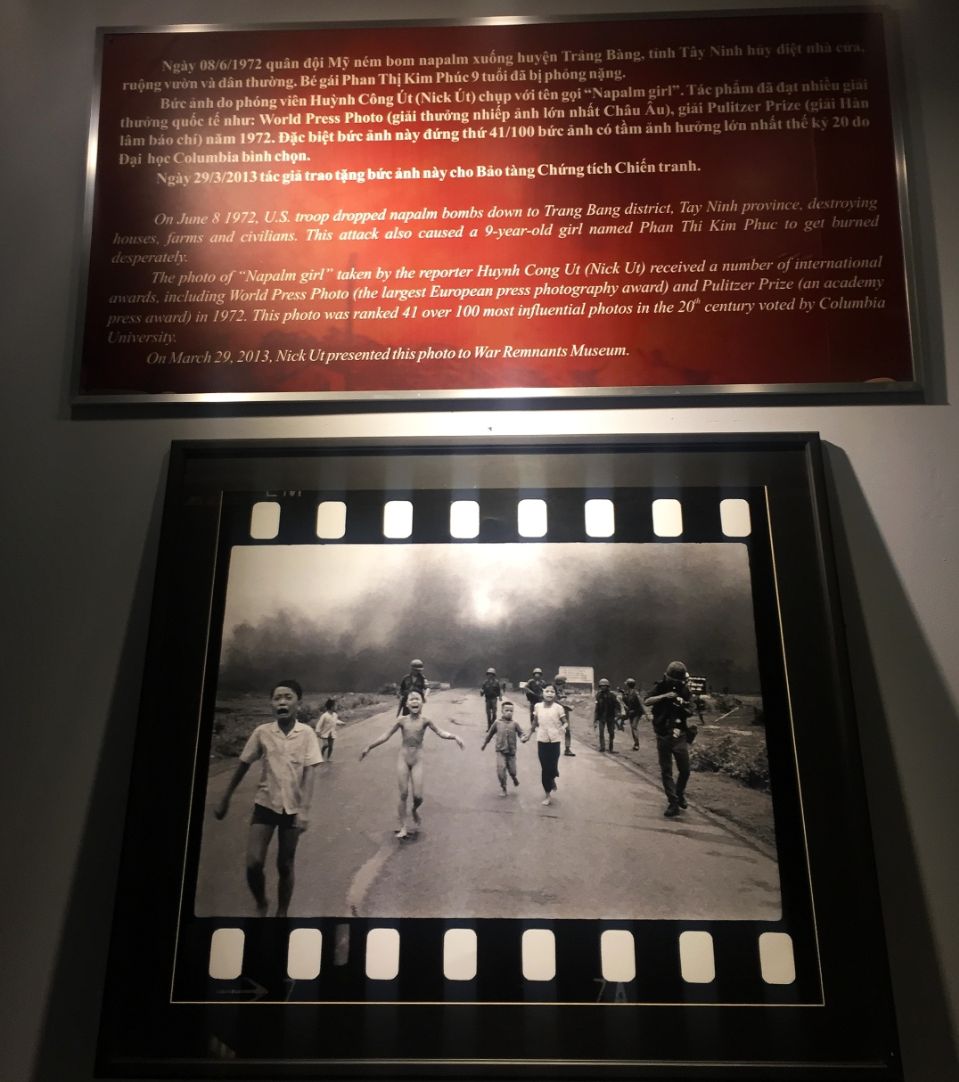 Ngày 08/6/1972 quân đội Mỹ ném bom napalm xuống huyện Trảng Bàng, tỉnh Tây Ninh hủy diệt nhà cửa,
ruộng vườn và dân thường. Bé gái Phan Thị Kim Phúc 9 tuổi đã bị phỏng nặng.
Bức ảnh do phóng viên Huỳnh Công Út (Nick Út) chụp với tên gọi “Napalm girl”. Tác phẩm đã đạt nhiều giải
thưởng quốc tế như: World Press Photo (giải thưởng nhiếp ảnh lớn nhất Châu Âu), giải Pulitzer Prize (giải Hàn
lâm báo chí) năm 1972. Đặc biệt bức ảnh này đứng thứ 41/100 bức ảnh có tầm ảnh hưởng lớn nhất thế kỷ 20 do
Đại học Columbia bình chọn.
Ngày 29/3/2013 tác giả trao tặng bức ảnh này cho Bảo tàng Chứng tích Chiến tranh.
On June 8 1972, U.S. troop dropped napalm bombs down to Trang Bang district, Tay Ninh province, destroying
houses, farms and civilians. This attack also caused a 9-year-old girl named Phan Thi Kim Phuc to get burned
desperately.
The photo of “Napalm girl” taken by the reporter Huynh Cong Ut (Nick Ut) received a number of international
awards, including World Press Photo (the largest European press photography award) and Pulitzer Prize (an academy
press award) in 1972. This photo was ranked 41 over 100 most influential photos in the 20th century voted by Columbia
University.
On March 29, 2013, Nick Ut presented this photo to War Remnants Museum.
7 7A